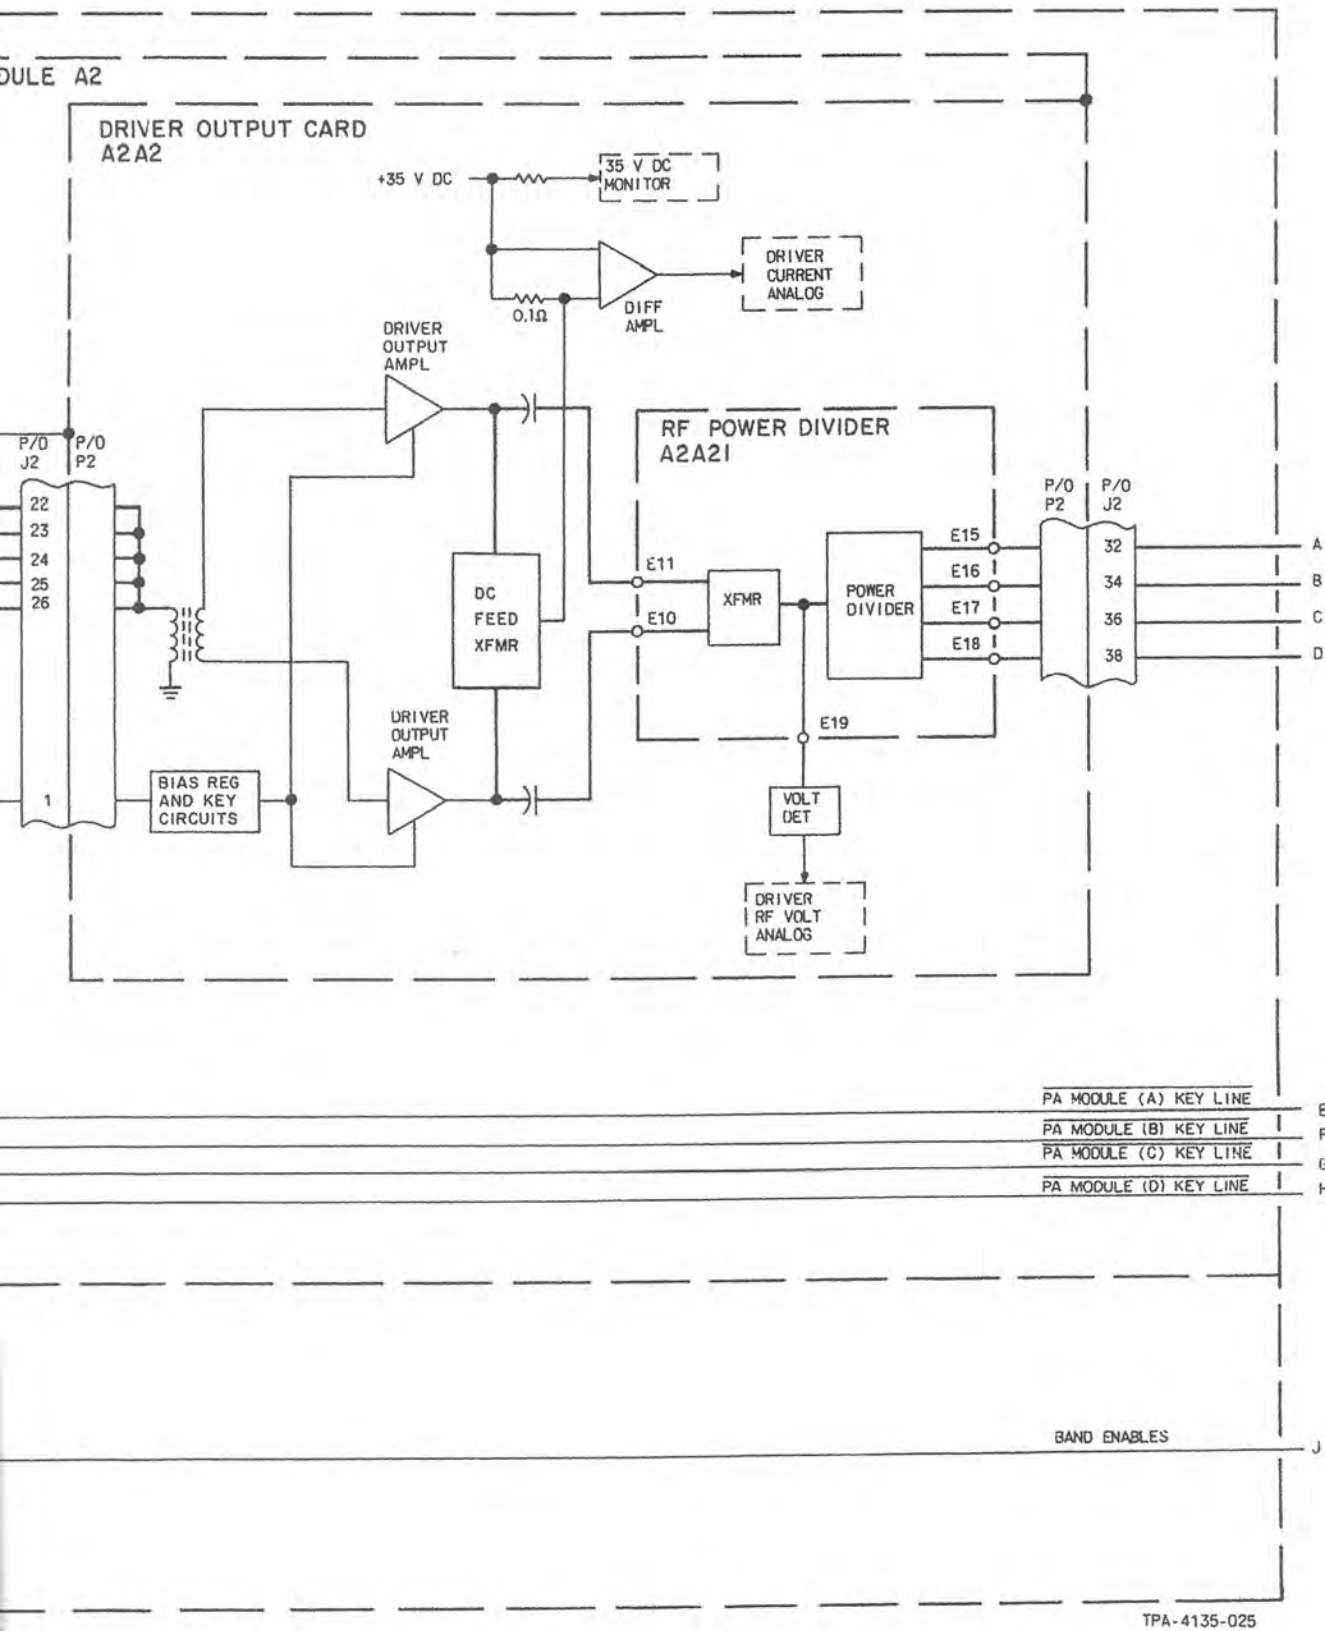 DULE A2
DRIVER OUTPUT CARD
A2A2
+35 V DC
35 V DC
MONITOR
DRIVER
CURRENT
ANALOG
0.1Ω
DIFF
AMPL
DRIVER
OUTPUT
AMPL
RF POWER DIVIDER
A2A21
P/O
J2
P/O
P2
22
23
24
25
26
1
DC
FEED
XFMR
E11
E10
XFMR
POWER
DIVIDER
E15
E16
E17
E18
E19
P/O
P2
P/O
J2
32
34
36
38
A
B
C
D
DRIVER
OUTPUT
AMPL
BIAS REG
AND KEY
CIRCUITS
VOLT
DET
DRIVER
RF VOLT
ANALOG
PA MODULE (A) KEY LINE
PA MODULE (B) KEY LINE
PA MODULE (C) KEY LINE
PA MODULE (D) KEY LINE
BAND ENABLES
J
TPA-4135-025